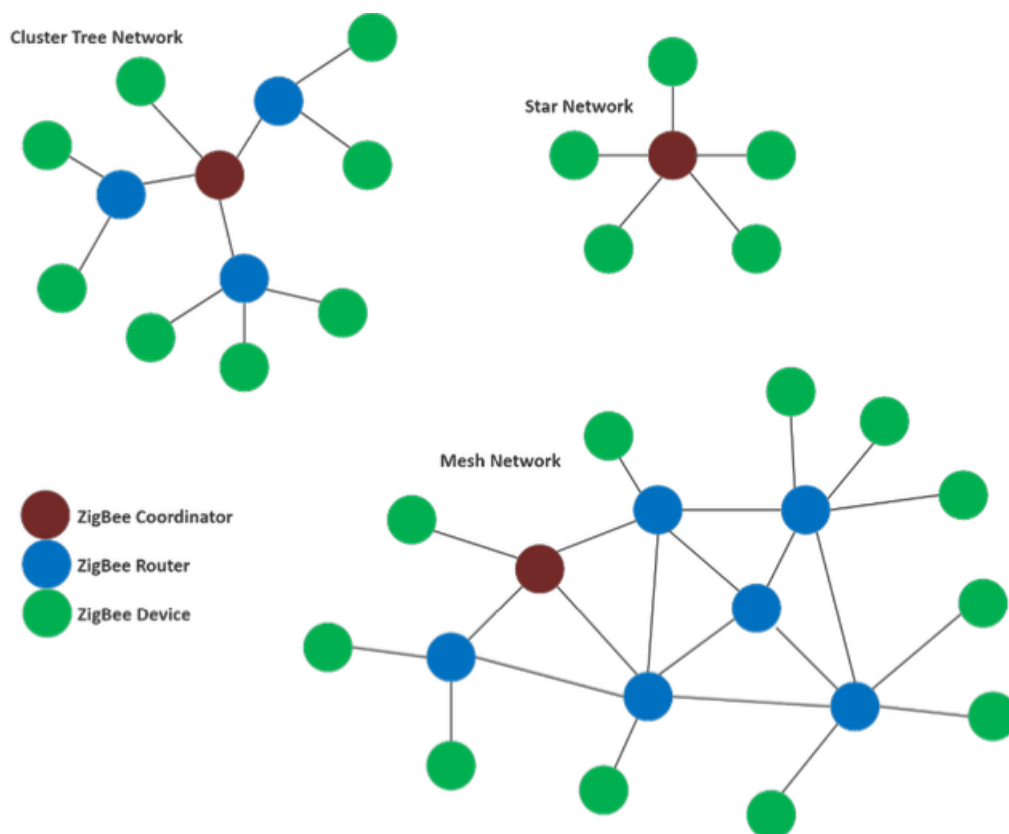 Cluster Tree Network
Star Network
Mesh Network
ZigBee Coordinator
ZigBee Router
ZigBee Device